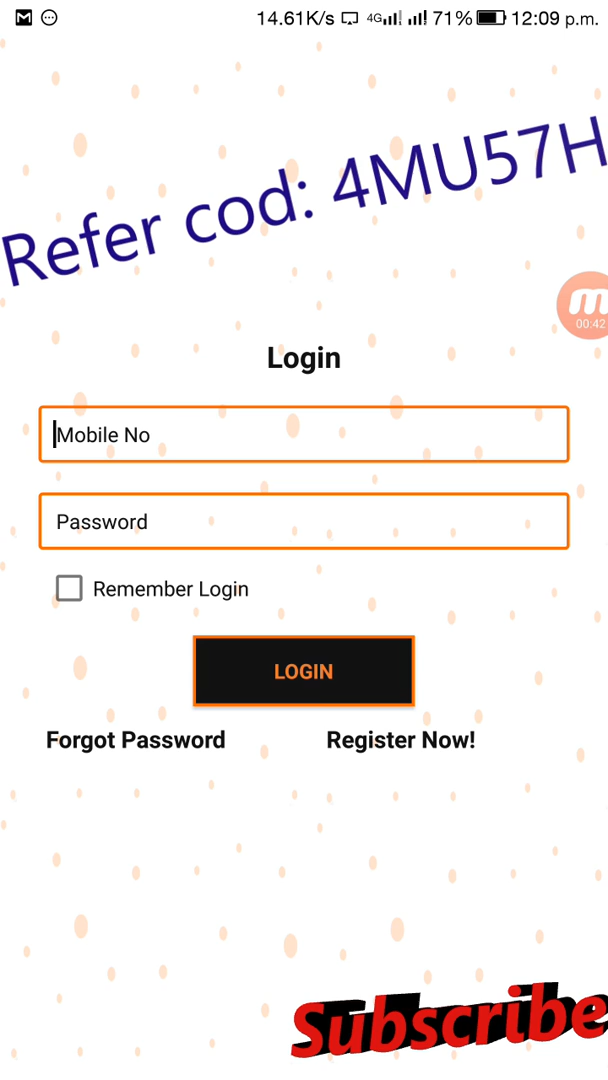 14.61K/s 4G 71% 12:09 p.m.
Refer cod: 4MU57H
00:42
Login
Mobile No
Password
Remember Login
LOGIN
Forgot Password Register Now!
Subscribe